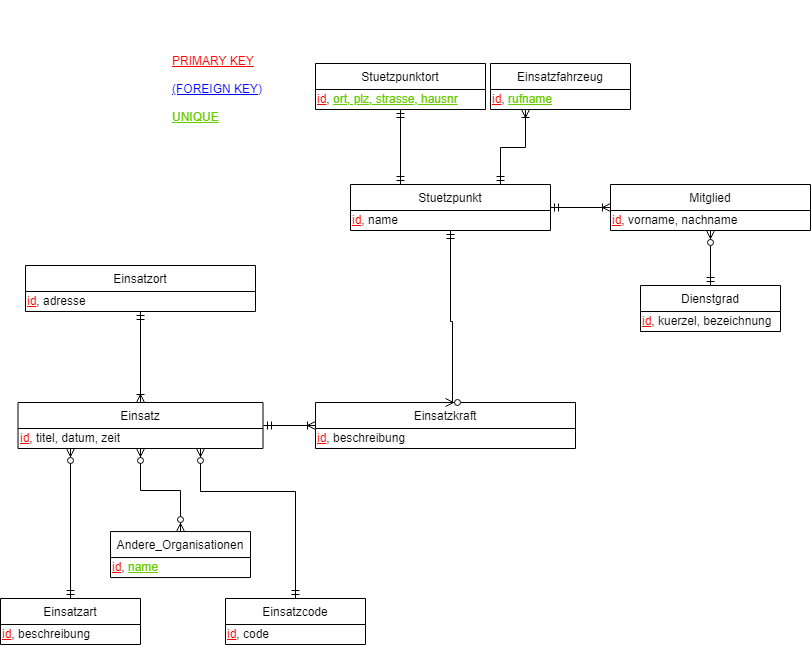 PRIMARY KEY
(FOREIGN KEY)
UNIQUE
Stuetzpunktort
id, ort, plz, strasse, hausnr
Einsatzfahrzeug
id, rufname
Stuetzpunkt
id, name
Mitglied
id, vorname, nachname
Einsatzort
id, adresse
Dienstgrad
id, kuerzel, bezeichnung
Einsatz
id, titel, datum, zeit
Einsatzkraft
id, beschreibung
Andere_Organisationen
id, name
Einsatzart
id, beschreibung
Einsatzcode
id, code